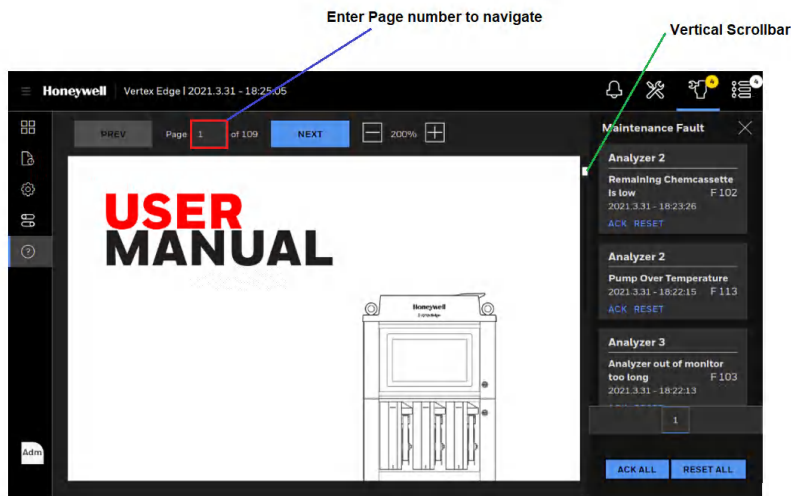 Enter Page number to navigate
Vertical Scrollbar
Honeywell | Vertex Edge | 2021.3.31 - 18:25:05
4
4
PREV Page 1 of 109 NEXT 200%
Maintenance Fault
USER
MANUAL
Honeywell
Analyzer 2
Remaining Chemcassette
is low F 102
2021.3.31 - 18:23:26
ACK RESET
Analyzer 2
Pump Over Temperature
2021.3.31 - 18:22:15 F 113
ACK RESET
Analyzer 3
Analyzer out of monitor
too long F 103
2021.3.31 - 18:22:13
1
Adm
ACK ALL RESET ALL